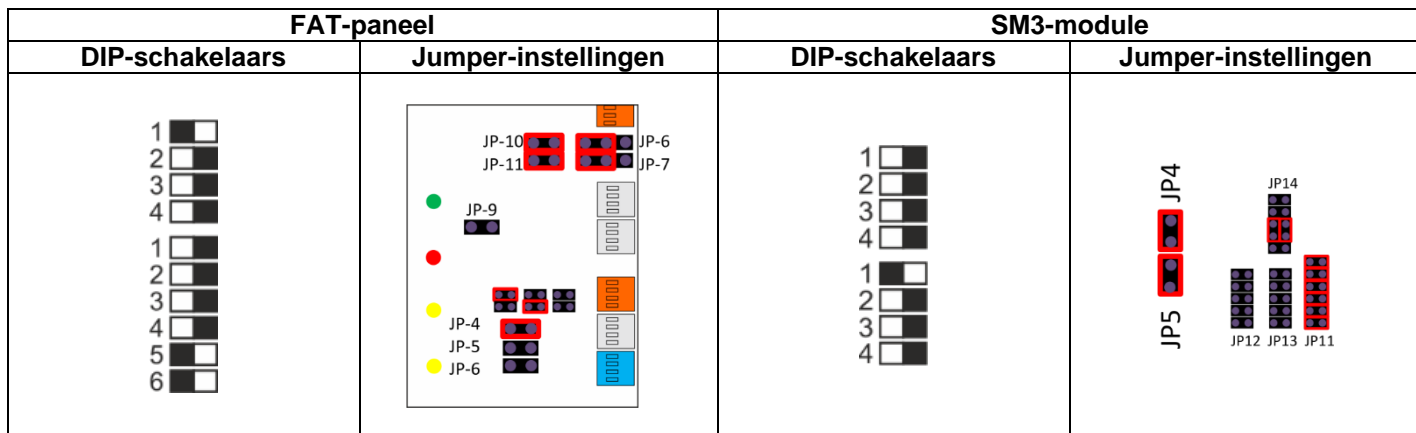 FAT-paneel
SM3-module
DIP-schakelaars
Jumper-instellingen
DIP-schakelaars
Jumper-instellingen
1
2
3
4
1
2
3
4
5
6
JP-10
JP-6
JP-11
JP-7
JP-9
JP-4
JP-5
JP-6
1
2
3
4
1
2
3
4
JP4
JP5
JP14
JP12 JP13 JP11